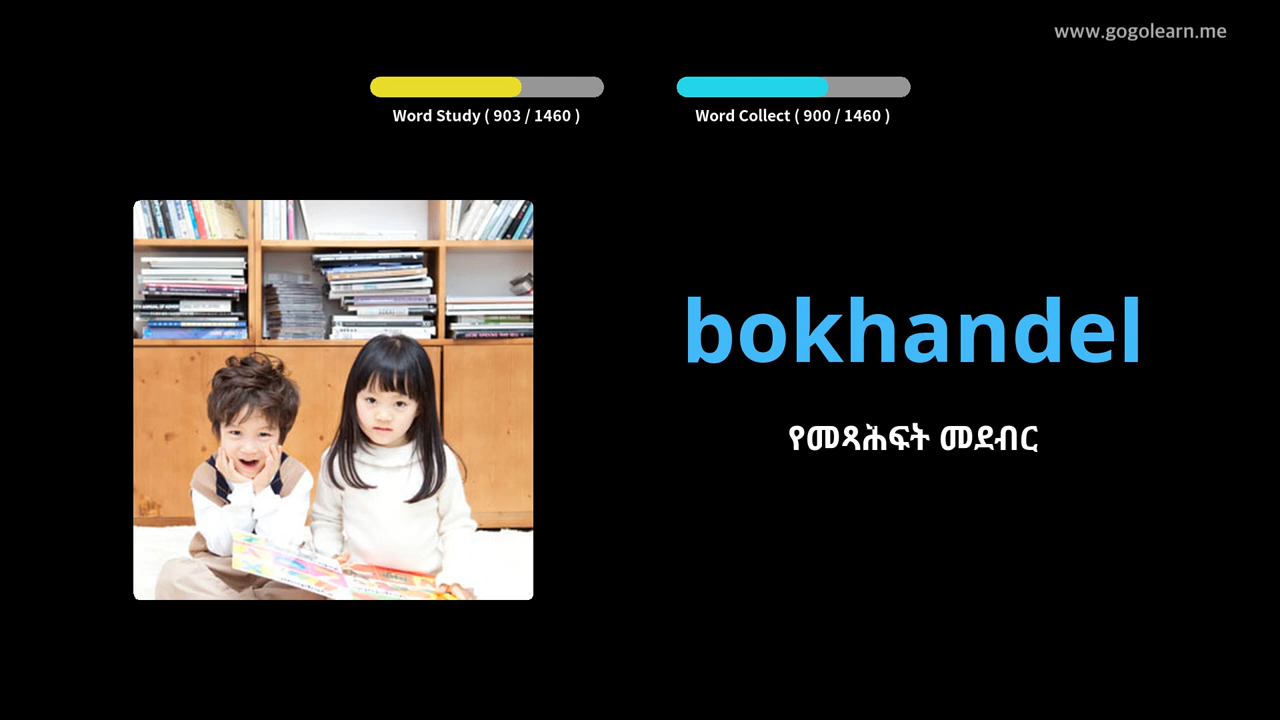 www.gogolearn.me
Word Study ( 903 / 1460 )
Word Collect ( 900 / 1460 )
bokhandel
የመጻሕፍት መደብር